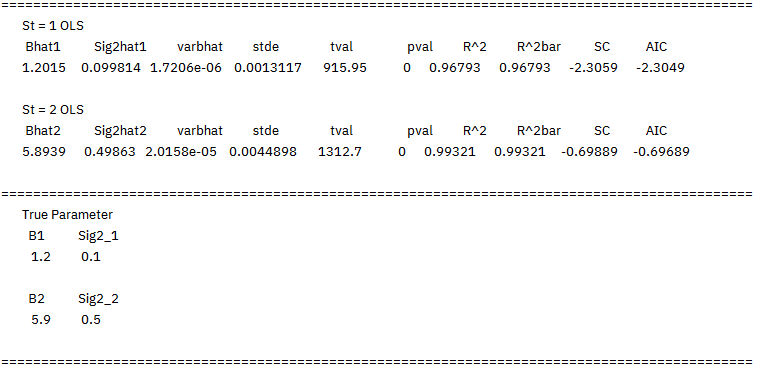 ==========================================================================================
St = 1 OLS
Bhat1 Sig2hat1 varbhat stde tval pval R^2 R^2bar SC AIC
1.2015 0.099814 1.7206e-06 0.0013117 915.95 0 0.96793 0.96793 -2.3059 -2.3049
St = 2 OLS
Bhat2 Sig2hat2 varbhat stde tval pval R^2 R^2bar SC AIC
5.8939 0.49863 2.0158e-05 0.0044898 1312.7 0 0.99321 0.99321 -0.69889 -0.69689
==========================================================================================
True Parameter
B1 Sig2_1
1.2 0.1
B2 Sig2_2
5.9 0.5
==========================================================================================